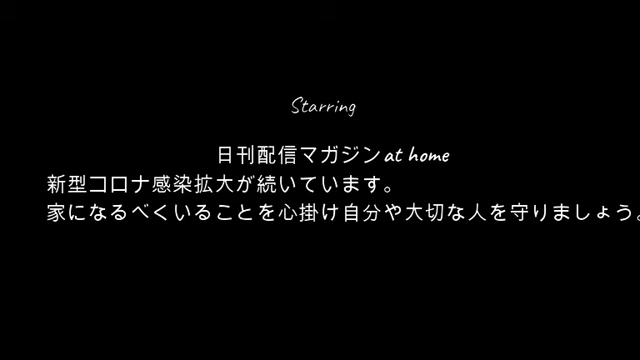 Starring
日刊配信マガジンat home
新型コロナ感染拡大が続いています。
家になるべくいることを心掛け自分や大切な人を守りましょう。